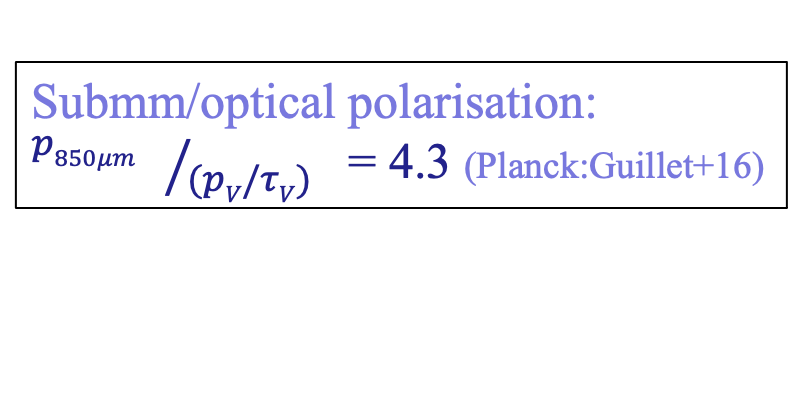 Submm/optical polarisation:
p850μm /(pV/τV) = 4.3 (Planck:Guillet+16)